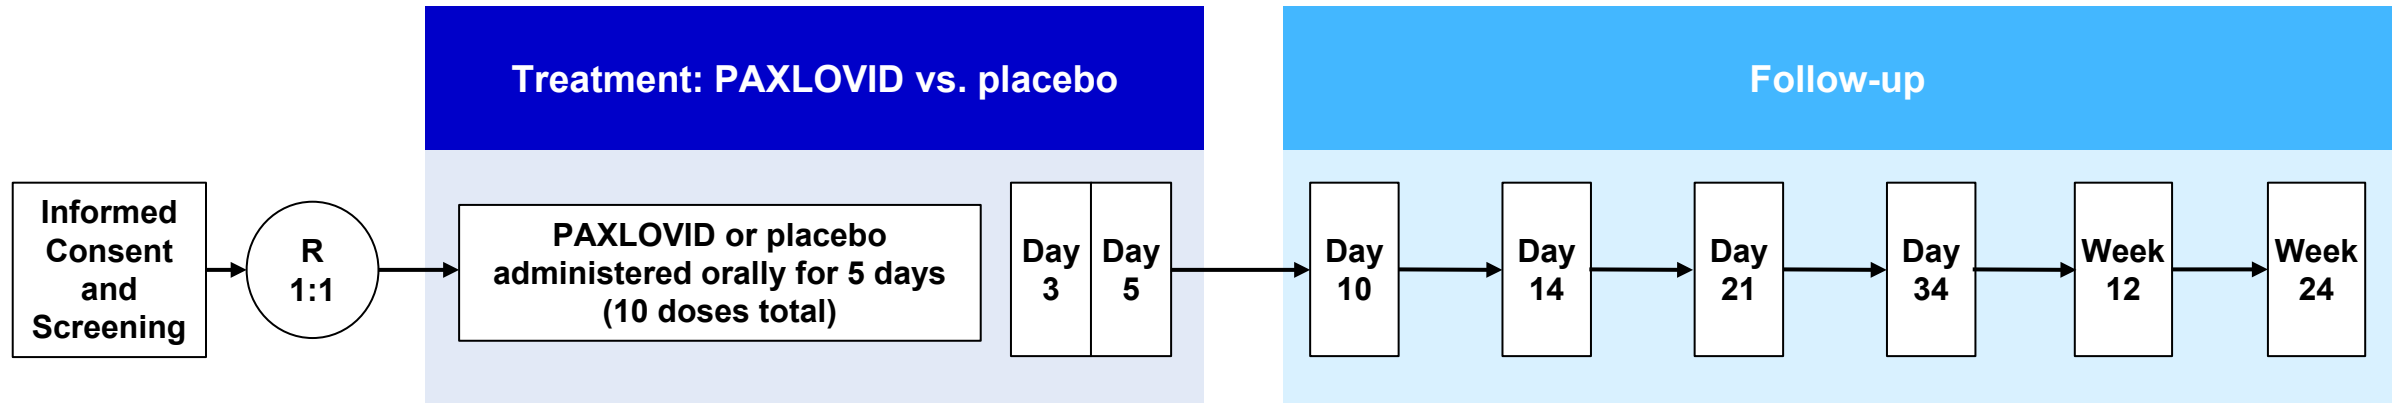 Treatment: PAXLOVID vs. placebo
Follow-up
Informed
Consent
and
Screening
R
1:1
PAXLOVID or placebo
administered orally for 5 days
(10 doses total)
Day
3
Day
5
Day
10
Day
14
Day
21
Day
34
Week
12
Week
24